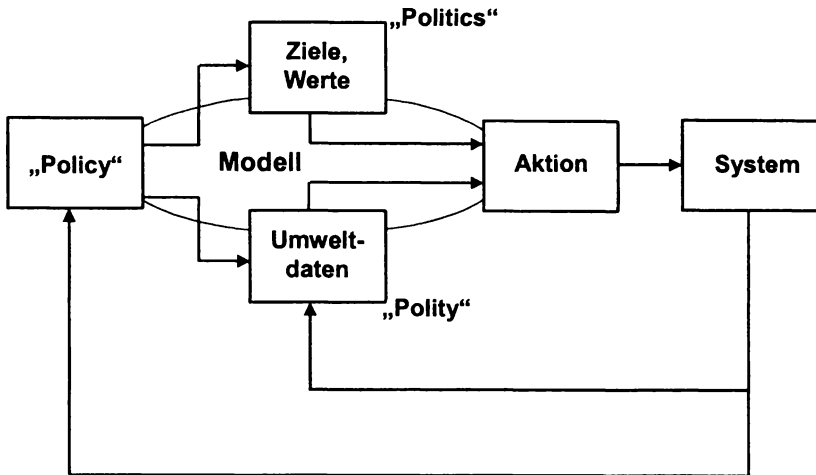 „Politics“
Ziele,
Werte
„Policy“
Modell
Aktion
System
Umwelt-
daten
„Polity“